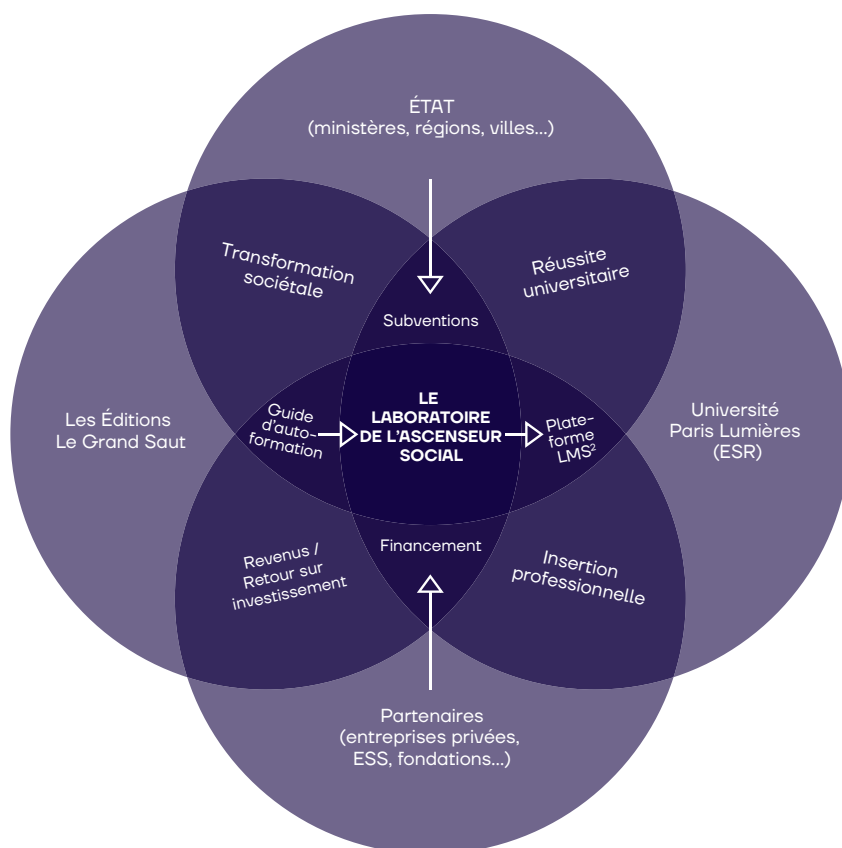 ÉTAT
(ministères, régions, villes...)
Transformation
sociétale
Réussite
universitaire
Subventions
Les Éditions
Le Grand Saut
Guide
d’auto-
formation
LE
LABORATOIRE
DE L’ASCENSEUR
SOCIAL
Plate-
forme
LMS²
Université
Paris Lumières
(ESR)
Revenus /
Retour sur
investissement
Financement
Insertion
professionnelle
Partenaires
(entreprises privées,
ESS, fondations...)